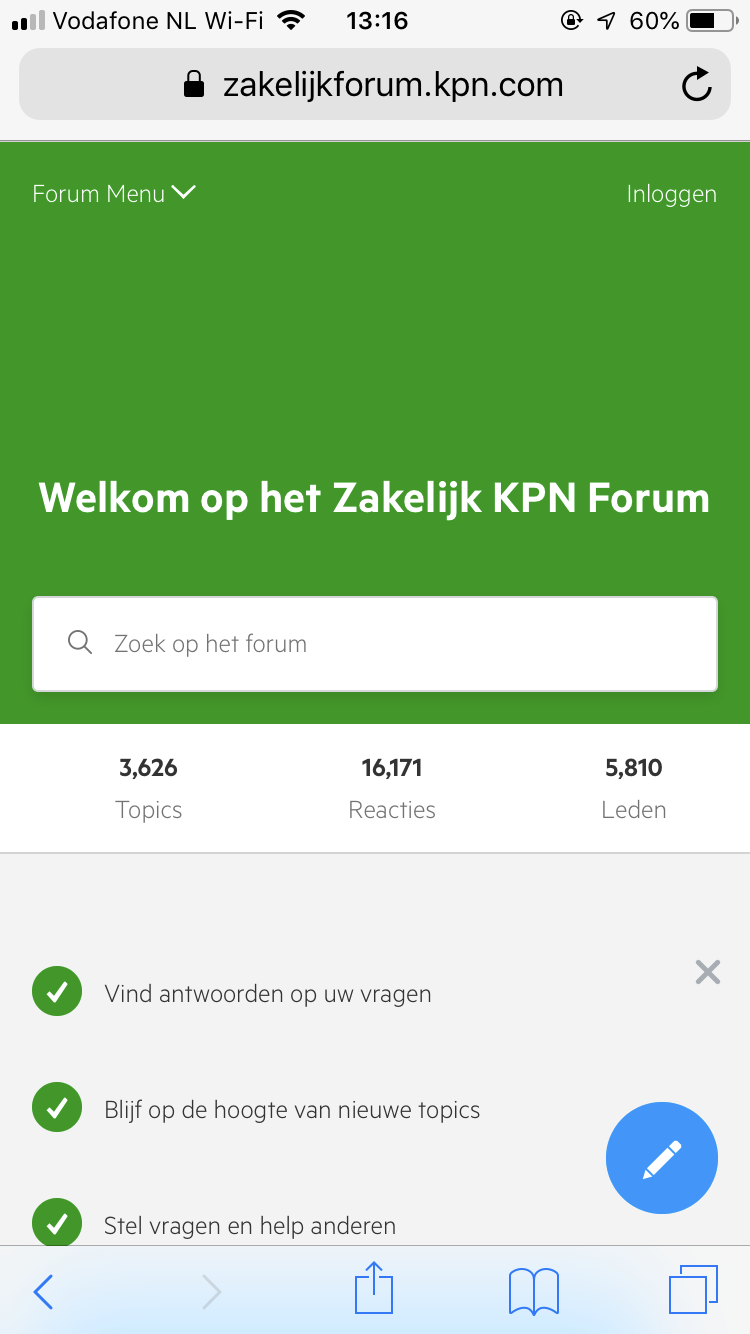 Vodafone NL Wi-Fi 13:16 60%
zakelijkforum.kpn.com
Forum Menu Inloggen
Welkom op het Zakelijk KPN Forum
Zoek op het forum
3,626 16,171 5,810
Topics Reacties Leden
Vind antwoorden op uw vragen
Blijf op de hoogte van nieuwe topics
Stel vragen en help anderen